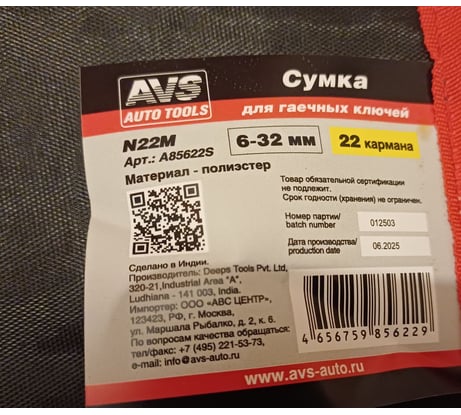 AVS
AUTO TOOLS
Сумка
для гаечных ключей
N22M
Арт.: A85622S
6-32 мм
22 кармана
Материал - полиэстер
Товар обязательной сертификации
не подлежит.
Срок годности (хранения) не ограничен.
Номер партии/
batch number
012503
Дата производства/
production date
06.2025
Сделано в Индии.
Производитель: Deeps Tools Pvt. Ltd,
320-21,Industrial Area "A",
Ludhiana - 141 003, India.
Импортер: ООО «АВС ЦЕНТР»,
123423, РФ, г. Москва,
ул. Маршала Рыбалко, д. 2, к. 6.
По вопросам качества обращаться:
тел/факс: +7 (495) 221-53-73,
e-mail: info@avs-auto.ru
4 656759 856229
www.avs-auto.ru